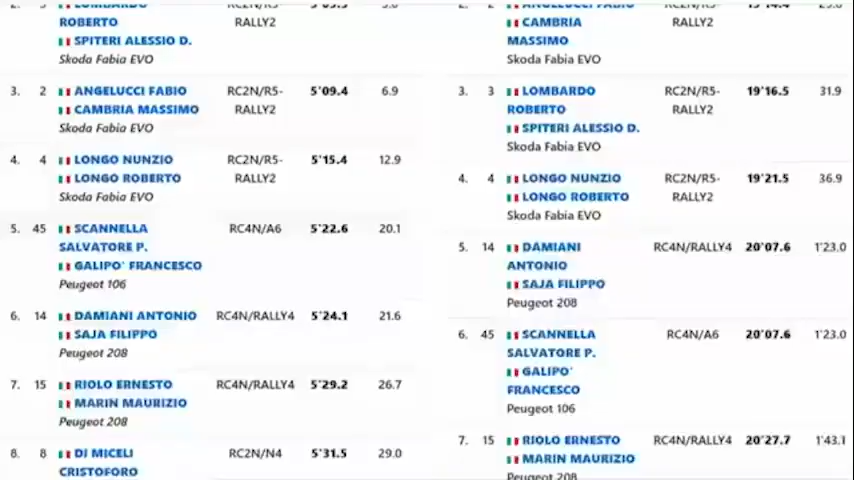 ROBERTO
SPITERI ALESSIO D.
RALLY2
Skoda Fabia EVO
3. 2 ANGELUCCI FABIO RC2N/R5- 5'09.4 6.9
CAMBRIA MASSIMO RALLY2
Skoda Fabia EVO
4. 4 LONGO NUNZIO RC2N/R5- 5'15.4 12.9
LONGO ROBERTO RALLY2
Skoda Fabia EVO
5. 45 SCANNELLA RC4N/A6 5'22.6 20.1
SALVATORE P.
GALIPO' FRANCESCO
Peugeot 106
6. 14 DAMIANI ANTONIO RC4N/RALLY4 5'24.1 21.6
SAJA FILIPPO
Peugeot 208
7. 15 RIOLO ERNESTO RC4N/RALLY4 5'29.2 26.7
MARIN MAURIZIO
Peugeot 208
8. 8 DI MICELI RC2N/N4 5'31.5 29.0
CRISTOFORO
ANGELUCCI FABIO
CAMBRIA RALLY2
MASSIMO
Skoda Fabia EVO
3. 3 LOMBARDO RC2N/R5- 19'16.5 31.9
ROBERTO RALLY2
SPITERI ALESSIO D.
Skoda Fabia EVO
4. 4 LONGO NUNZIO RC2N/R5- 19'21.5 36.9
LONGO ROBERTO RALLY2
Skoda Fabia EVO
5. 14 DAMIANI RC4N/RALLY4 20'07.6 1'23.0
ANTONIO
SAJA FILIPPO
Peugeot 208
6. 45 SCANNELLA RC4N/A6 20'07.6 1'23.0
SALVATORE P.
GALIPO'
FRANCESCO
Peugeot 106
7. 15 RIOLO ERNESTO RC4N/RALLY4 20'27.7 1'43.1
MARIN MAURIZIO
Peugeot 208